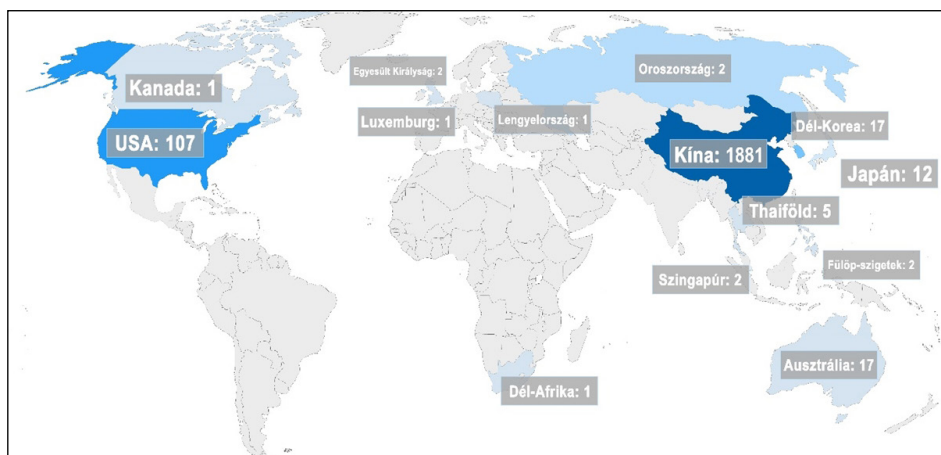 Egyesült Királyság: 2
Oroszország: 2
Kanada: 1
Luxemburg: 1
Lengyelország: 1
Dél-Korea: 17
USA: 107
Kína: 1881
Japán: 12
Thaiföld: 5
Szingapúr: 2
Fülöp-szigetek: 2
Ausztrália: 17
Dél-Afrika: 1